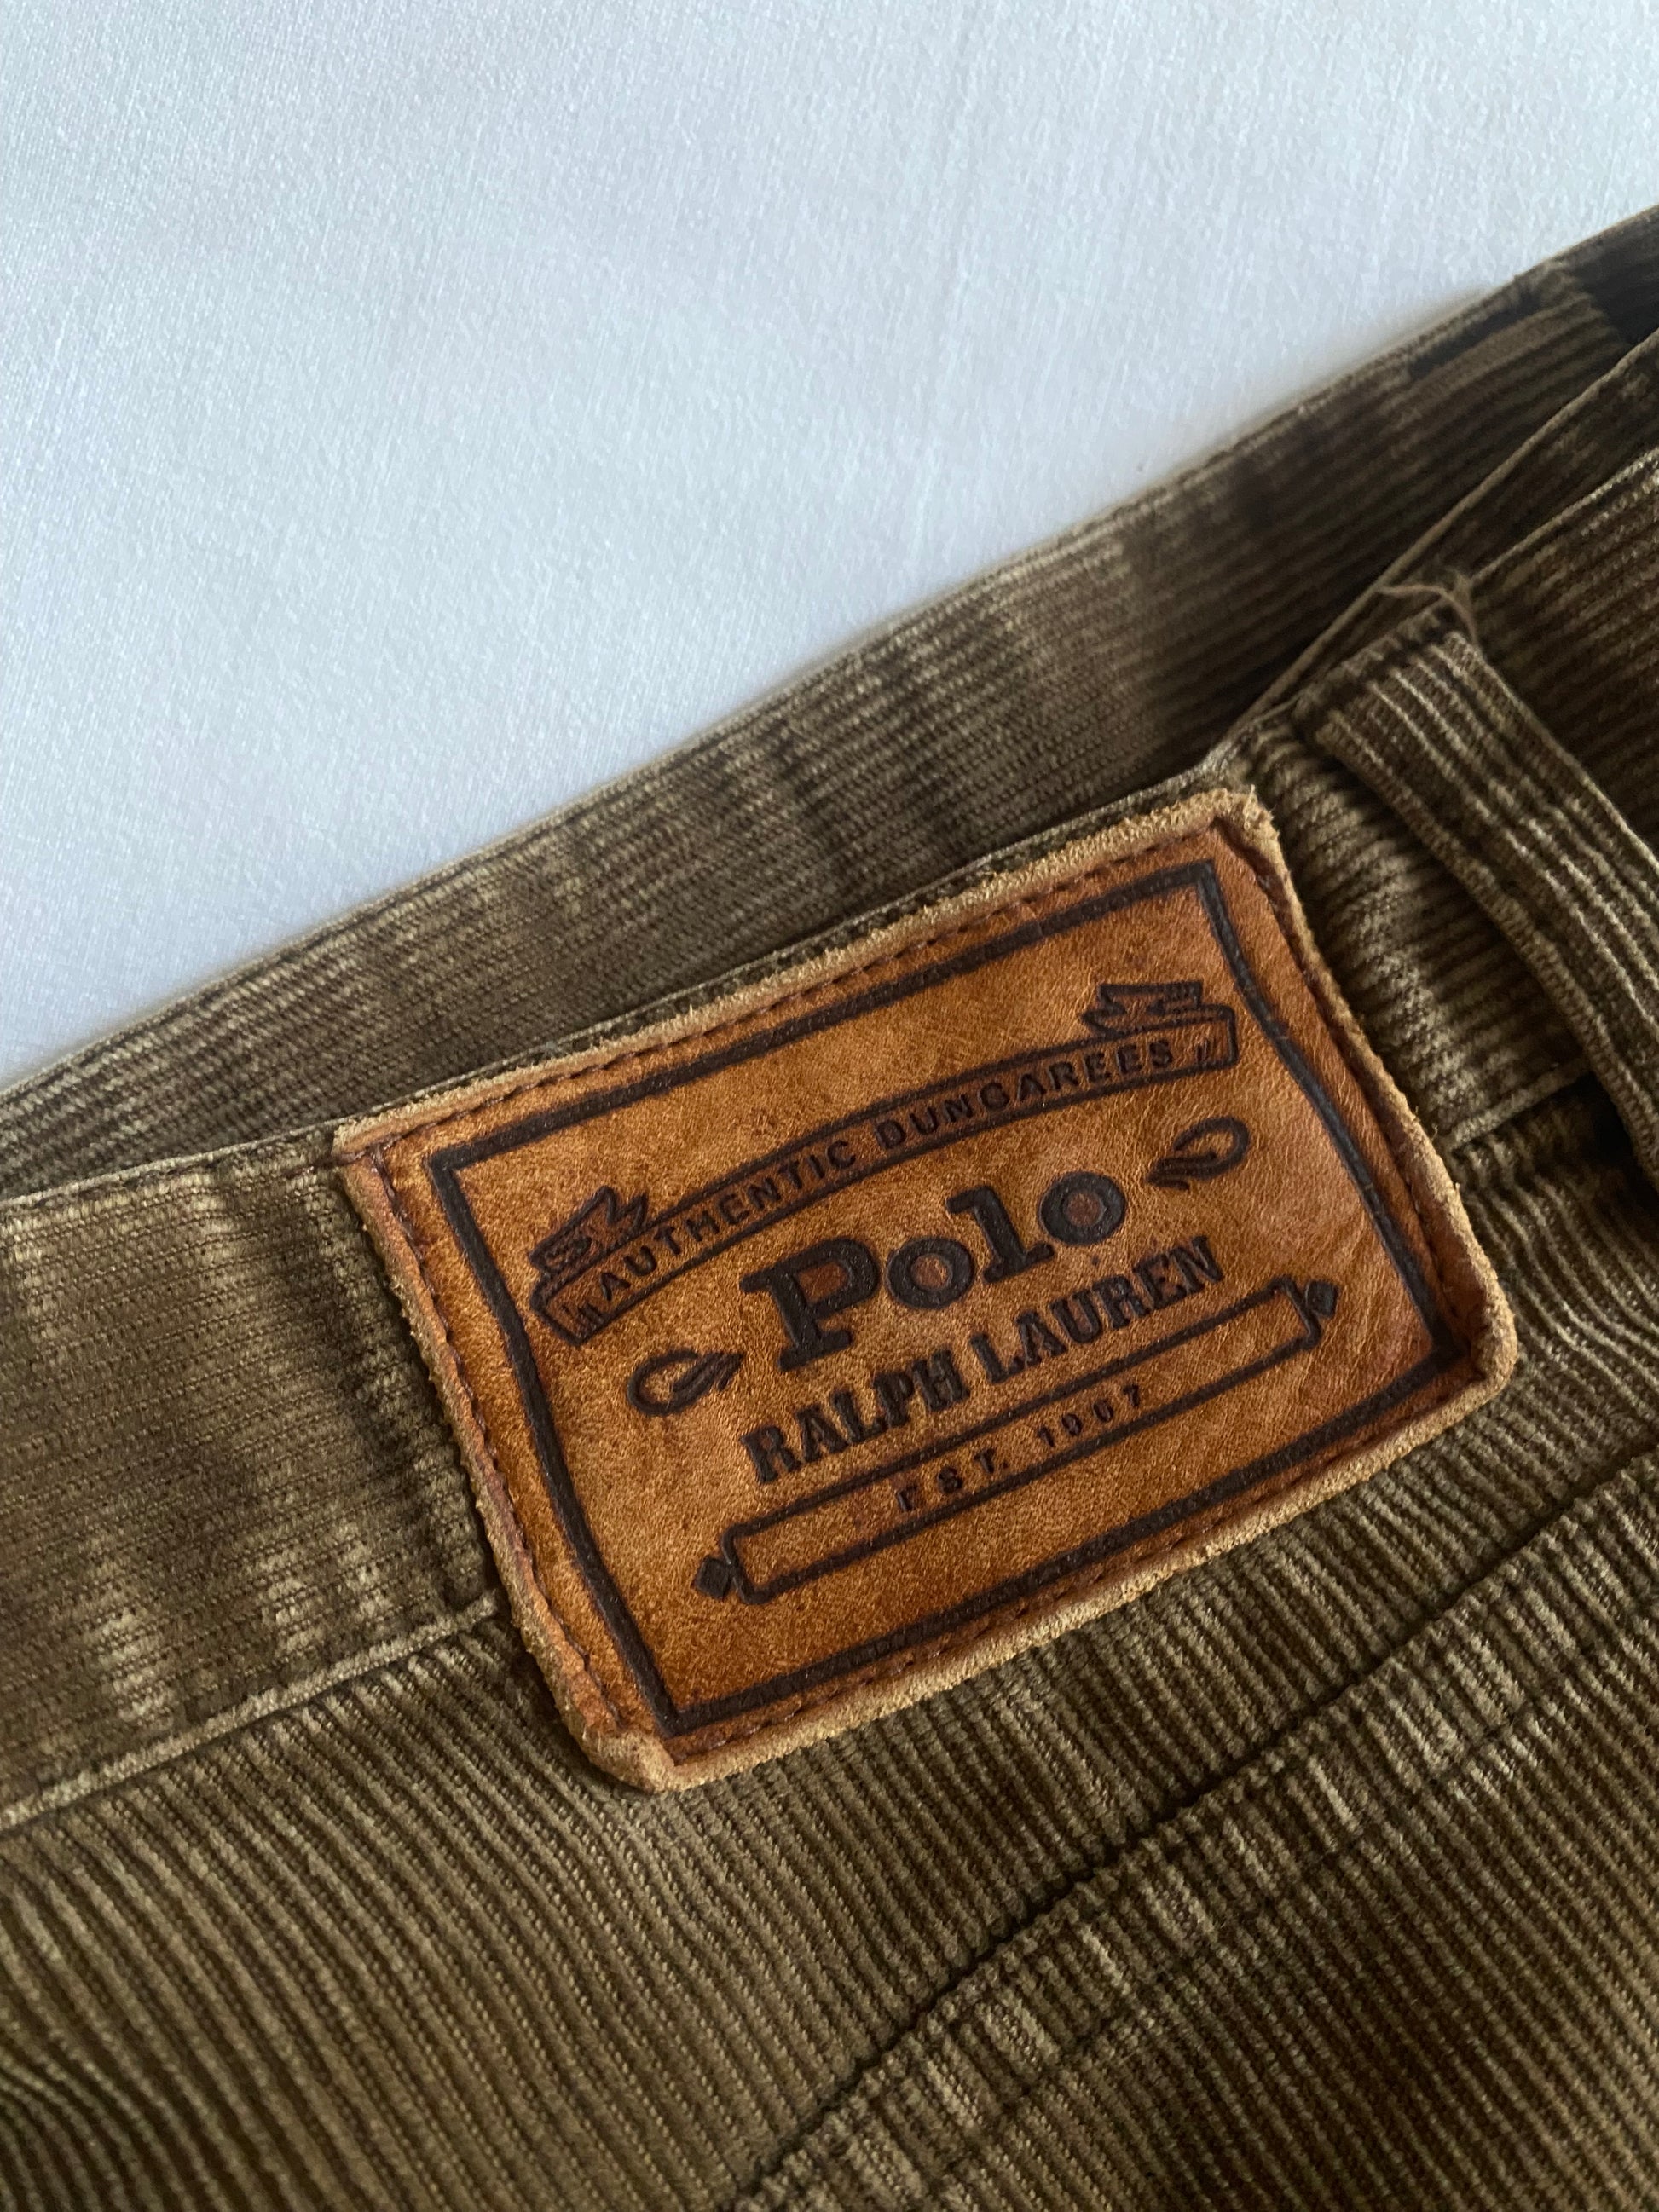 AUTHENTIC DUNGAREES
Polo
RALPH LAUREN
EST. 1967